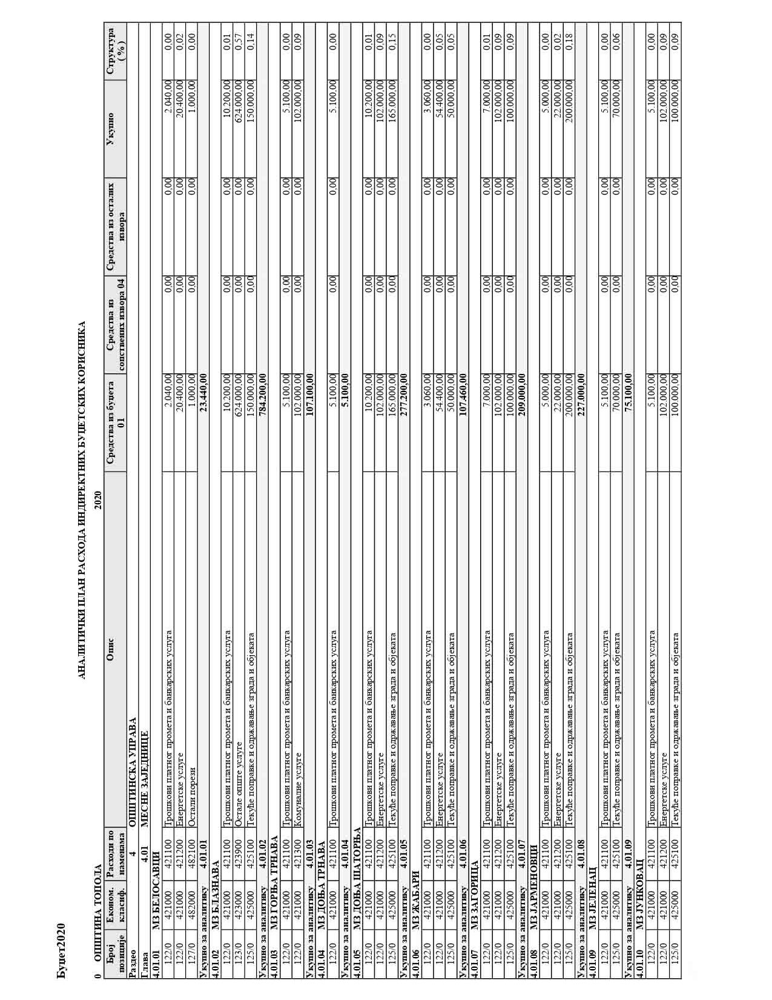 Буџет2020
АНАЛИТИЧКИ ПЛАН РАСХОДА ИНДИРЕКТНИХ БУЏЕТСКИХ КОРИСНИКА
0 ОПШТИНА ТОПОЛА 2020
Број позиције Економ. класиф. Расходи по наменама Опис Средства из буџета 01 Средства из сопствених извора 04 Средства из осталих извора Укупно Структура ( % )
Раздео 4 ОПШТИНСКА УПРАВА
Глава 4.01 МЕСНЕ ЗАЈЕДНИЦЕ
4.01.01 МЗ БЕЛОСАВЦИ
122/0 421000 421100 Трошкови платног промета и банкарских услуга 2.040,00 0,00 0,00 2.040,00 0,00
122/0 421000 421200 Енергетске услуге 20.400,00 0,00 0,00 20.400,00 0,02
127/0 482000 482100 Остали порези 1.000,00 0,00 0,00 1.000,00 0,00
Укупно за аналитику 4.01.01 23.440,00
4.01.02 МЗ БЛАЗНАВА
122/0 421000 421100 Трошкови платног промета и банкарских услуга 10.200,00 0,00 0,00 10.200,00 0,01
123/0 423000 423900 Остале опште услуге 624.000,00 0,00 0,00 624.000,00 0,57
125/0 425000 425100 Текуће поправке и одржавање зграда и објеката 150.000,00 0,00 0,00 150.000,00 0,14
Укупно за аналитику 4.01.02 784.200,00
4.01.03 МЗ ГОРЊА ТРНАВА
122/0 421000 421100 Трошкови платног промета и банкарских услуга 5.100,00 0,00 0,00 5.100,00 0,00
122/0 421000 421300 Комуналне услуге 102.000,00 0,00 0,00 102.000,00 0,09
Укупно за аналитику 4.01.03 107.100,00
4.01.04 МЗ ДОЊА ТРНАВА
122/0 421000 421100 Трошкови платног промета и банкарских услуга 5.100,00 0,00 0,00 5.100,00 0,00
Укупно за аналитику 4.01.04 5.100,00
4.01.05 МЗ ДОЊА ШАТОРЊА
122/0 421000 421100 Трошкови платног промета и банкарских услуга 10.200,00 0,00 0,00 10.200,00 0,01
122/0 421000 421200 Енергетске услуге 102.000,00 0,00 0,00 102.000,00 0,09
125/0 425000 425100 Текуће поправке и одржавање зграда и објеката 165.000,00 0,00 0,00 165.000,00 0,15
Укупно за аналитику 4.01.05 277.200,00
4.01.06 МЗ ЖАБАРИ
122/0 421000 421100 Трошкови платног промета и банкарских услуга 3.060,00 0,00 0,00 3.060,00 0,00
122/0 421000 421200 Енергетске услуге 54.400,00 0,00 0,00 54.400,00 0,05
125/0 425000 425100 Текуће поправке и одржавање зграда и објеката 50.000,00 0,00 0,00 50.000,00 0,05
Укупно за аналитику 4.01.06 107.460,00
4.01.07 МЗ ЗАГОРИЦА
122/0 421000 421100 Трошкови платног промета и банкарских услуга 7.000,00 0,00 0,00 7.000,00 0,01
122/0 421000 421200 Енергетске услуге 102.000,00 0,00 0,00 102.000,00 0,09
125/0 425000 425100 Текуће поправке и одржавање зграда и објеката 100.000,00 0,00 0,00 100.000,00 0,09
Укупно за аналитику 4.01.07 209.000,00
4.01.08 МЗ ЈАРМЕНОВЦИ
122/0 421000 421100 Трошкови платног промета и банкарских услуга 5.000,00 0,00 0,00 5.000,00 0,00
122/0 421000 421200 Енергетске услуге 22.000,00 0,00 0,00 22.000,00 0,02
125/0 425000 425100 Текуће поправке и одржавање зграда и објеката 200.000,00 0,00 0,00 200.000,00 0,18
Укупно за аналитику 4.01.08 227.000,00
4.01.09 МЗ ЈЕЛЕНАЦ
122/0 421000 421100 Трошкови платног промета и банкарских услуга 5.100,00 0,00 0,00 5.100,00 0,00
125/0 425000 425100 Текуће поправке и одржавање зграда и објеката 70.000,00 0,00 0,00 70.000,00 0,06
Укупно за аналитику 4.01.09 75.100,00
4.01.10 МЗ ЈУНКОВАЦ
122/0 421000 421100 Трошкови платног промета и банкарских услуга 5.100,00 0,00 0,00 5.100,00 0,00
122/0 421000 421200 Енергетске услуге 102.000,00 0,00 0,00 102.000,00 0,09
125/0 425000 425100 Текуће поправке и одржавање зграда и објеката 100.000,00 0,00 0,00 100.000,00 0,09